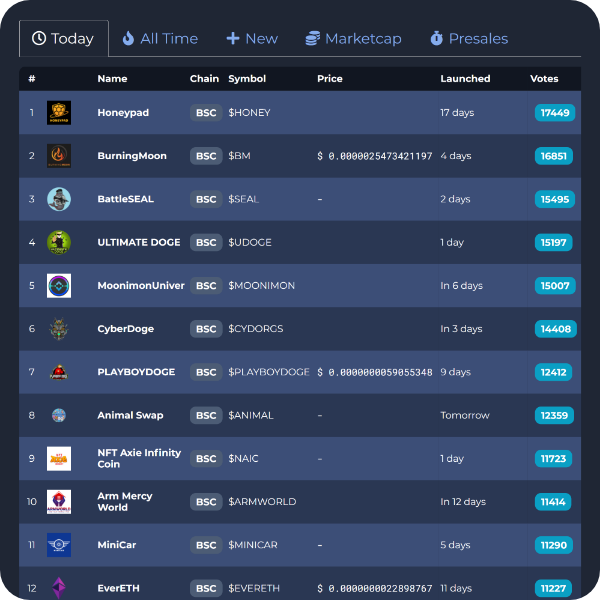 Today All Time New Marketcap Presales
# Name Chain Symbol Price Launched Votes
1 HONEYPAD Honeypad BSC $HONEY 17 days 17449
2 BurningMoon BSC $BM $ 0.0000025473421197 4 days 16851
3 BattleSEAL BSC $SEAL - 2 days 15495
4 ULTIMATE DOGE BSC $UDOGE 1 day 15197
5 MoonimonUniver BSC $MOONIMON In 6 days 15007
6 CyberDoge BSC $CYDORGS In 3 days 14408
7 PLAYBOYDOGE BSC $PLAYBOYDOGE $ 0.0000000059055348 9 days 12412
8 Animal Swap BSC $ANIMAL - Tomorrow 12359
9 NFT Axie Infinity
Coin BSC $NAIC - 1 day 11723
10 ARMWORLD Arm Mercy
World BSC $ARMWORLD In 12 days 11414
11 MiniCar BSC $MINICAR - 5 days 11290
12 EverETH BSC $EVERETH $ 0.0000000022898767 11 days 11227